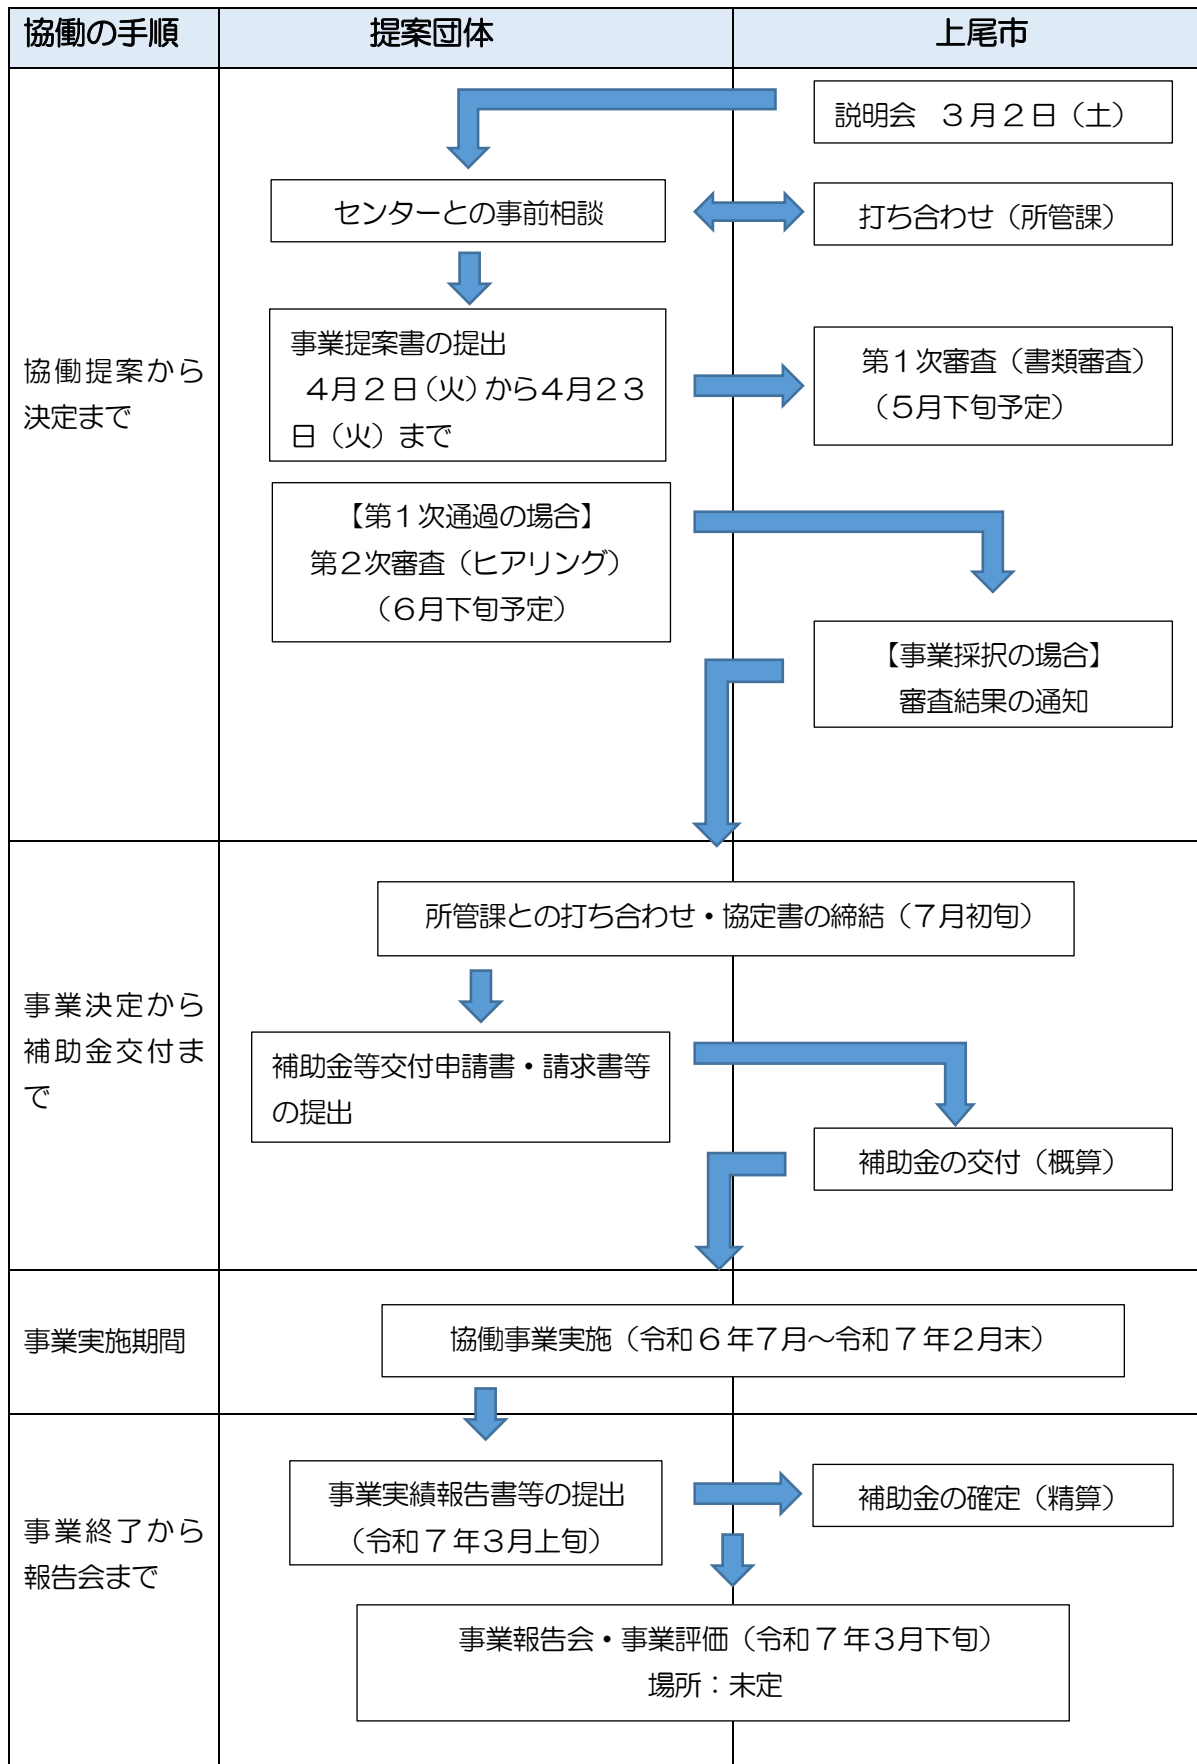 協働の手順
提案団体
上尾市
協働提案から
決定まで
説明会 3月2日（土）
センターとの事前相談
打ち合わせ（所管課）
事業提案書の提出
4月2日（火）から4月23
日（火）まで
第1次審査（書類審査）
（5月下旬予定）
【第1次通過の場合】
第2次審査（ヒアリング）
（6月下旬予定）
【事業採択の場合】
審査結果の通知
事業決定から
補助金交付ま
で
所管課との打ち合わせ・協定書の締結（7月初旬）
補助金等交付申請書・請求書等
の提出
補助金の交付（概算）
事業実施期間
協働事業実施（令和6年7月～令和7年2月末）
事業終了から
報告会まで
事業実績報告書等の提出
（令和7年3月上旬）
補助金の確定（精算）
事業報告会・事業評価（令和7年3月下旬）
場所：未定